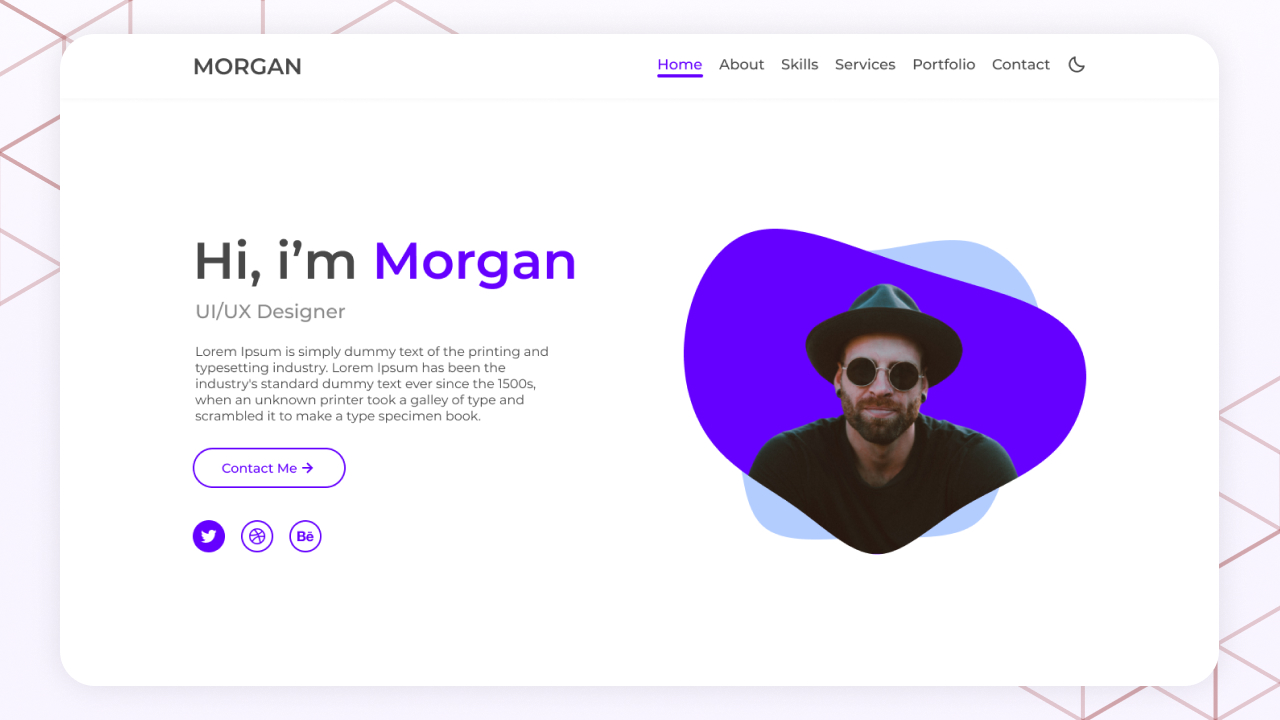 MORGAN
Home About Skills Services Portfolio Contact
Hi, i’m Morgan
UI/UX Designer
Lorem Ipsum is simply dummy text of the printing and
typesetting industry. Lorem Ipsum has been the
industry's standard dummy text ever since the 1500s,
when an unknown printer took a galley of type and
scrambled it to make a type specimen book.
Contact Me
Bē